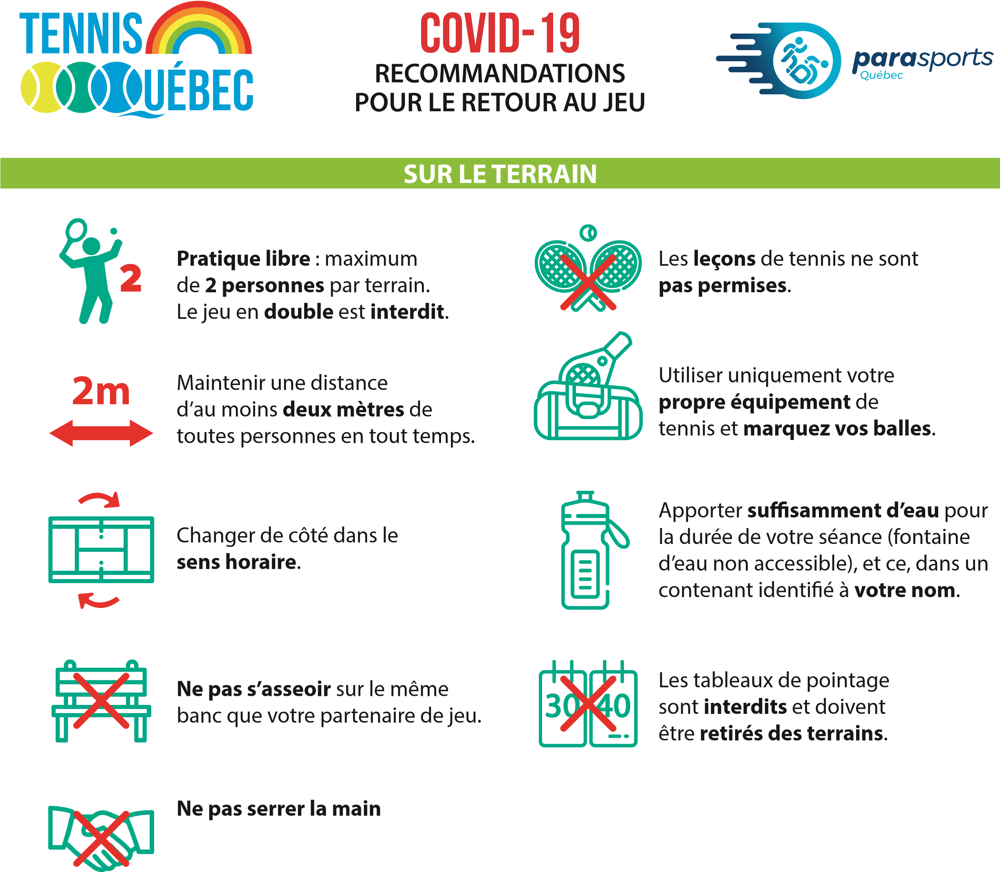 TENNIS
QUÉBEC
COVID-19
RECOMMANDATIONS
POUR LE RETOUR AU JEU
parasports
Québec
SUR LE TERRAIN
2
Pratique libre : maximum
de 2 personnes par terrain.
Le jeu en double est interdit.
2m
Maintenir une distance
d’au moins deux mètres de
toutes personnes en tout temps.
Changer de côté dans le
sens horaire.
Ne pas s’asseoir sur le même
banc que votre partenaire de jeu.
Ne pas serrer la main
Les leçons de tennis ne sont
pas permises.
Utiliser uniquement votre
propre équipement de
tennis et marquez vos balles.
Apporter suffisamment d’eau pour
la durée de votre séance (fontaine
d’eau non accessible), et ce, dans un
contenant identifié à votre nom.
30 40
Les tableaux de pointage
sont interdits et doivent
être retirés des terrains.